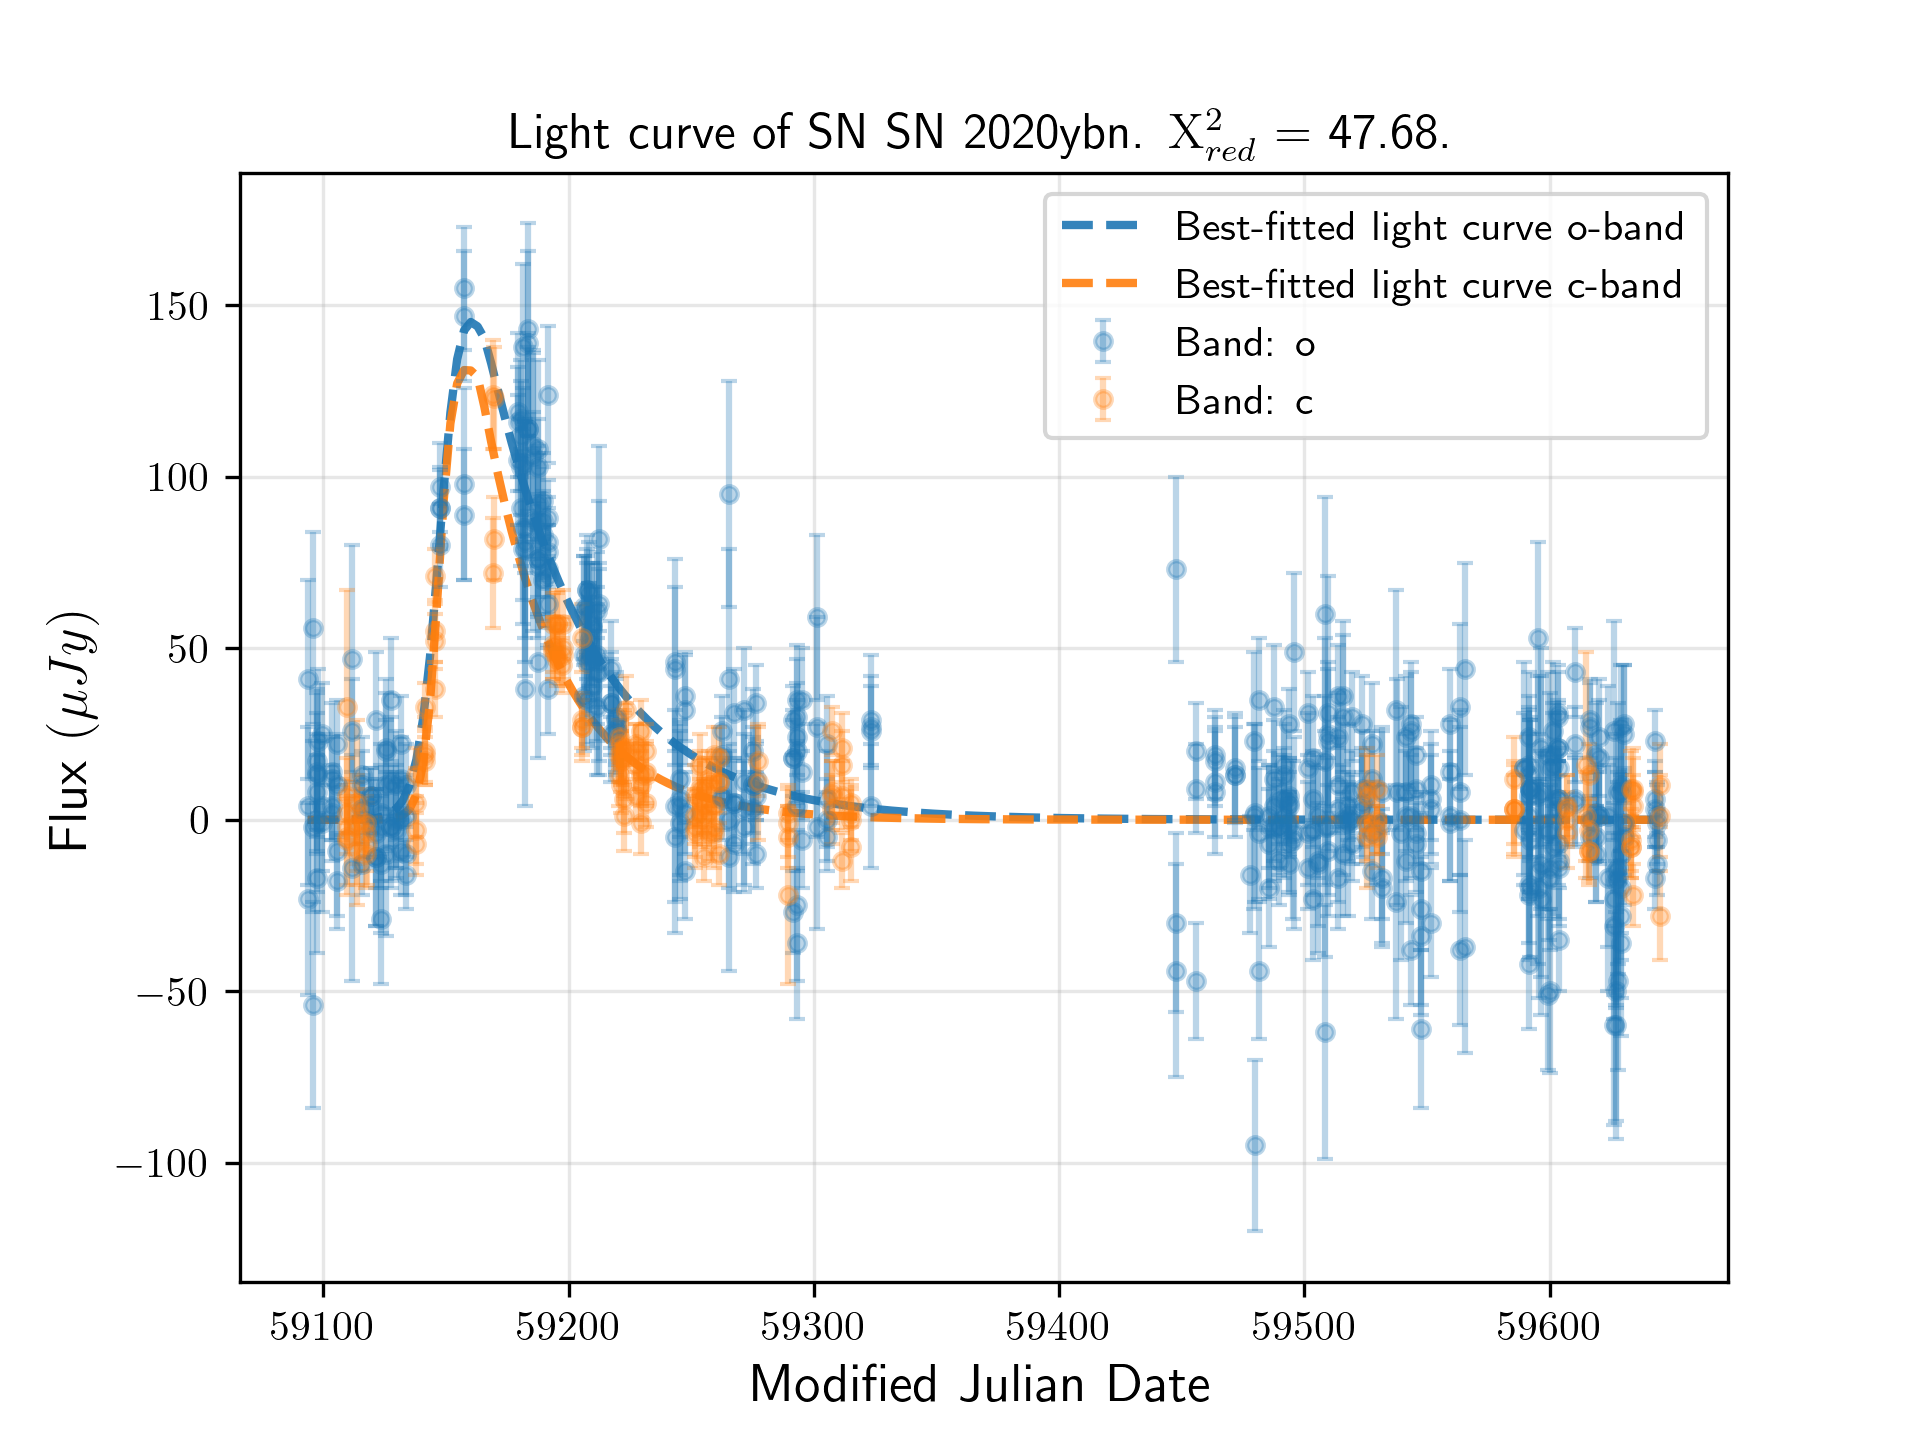 Light curve of SN SN 2020ybn. X²red = 47.68.
Best-fitted light curve o-band
Best-fitted light curve c-band
Band: o
Band: c
Flux (μJy)
150
100
50
0
−50
−100
59100 59200 59300 59400 59500 59600
Modified Julian Date